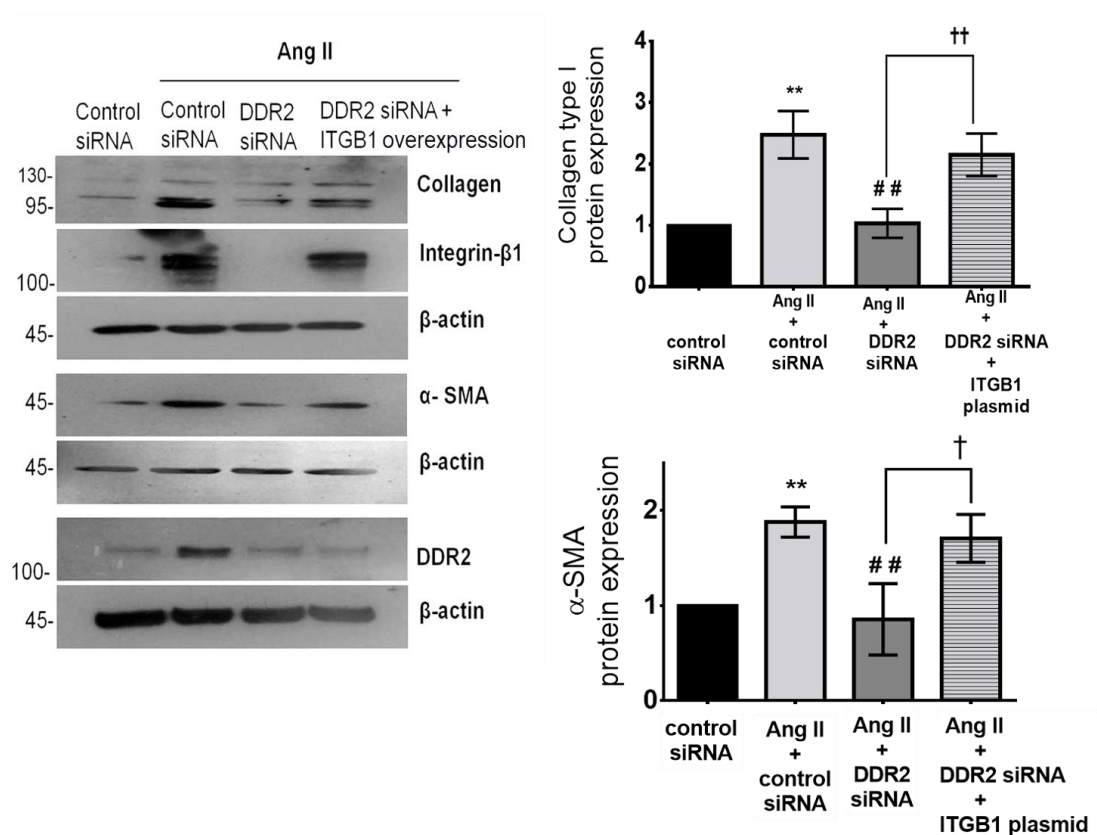 Ang II
Control
siRNA
Control
siRNA
DDR2
siRNA
DDR2 siRNA +
ITGB1 overexpression
130-
95-
Collagen
100-
Integrin-β1
45-
β-actin
45-
α- SMA
45-
β-actin
100-
DDR2
45-
β-actin
Collagen type I
protein expression
4
3
2
1
0
**
##
††
control
siRNA
Ang II
+
control
siRNA
Ang II
+
DDR2
siRNA
Ang II
+
DDR2 siRNA
+
ITGB1
plasmid
α-SMA
protein expression
2
1
0
**
##
†
control
siRNA
Ang II
+
control
siRNA
Ang II
+
DDR2
siRNA
Ang II
+
DDR2 siRNA
+
ITGB1 plasmid